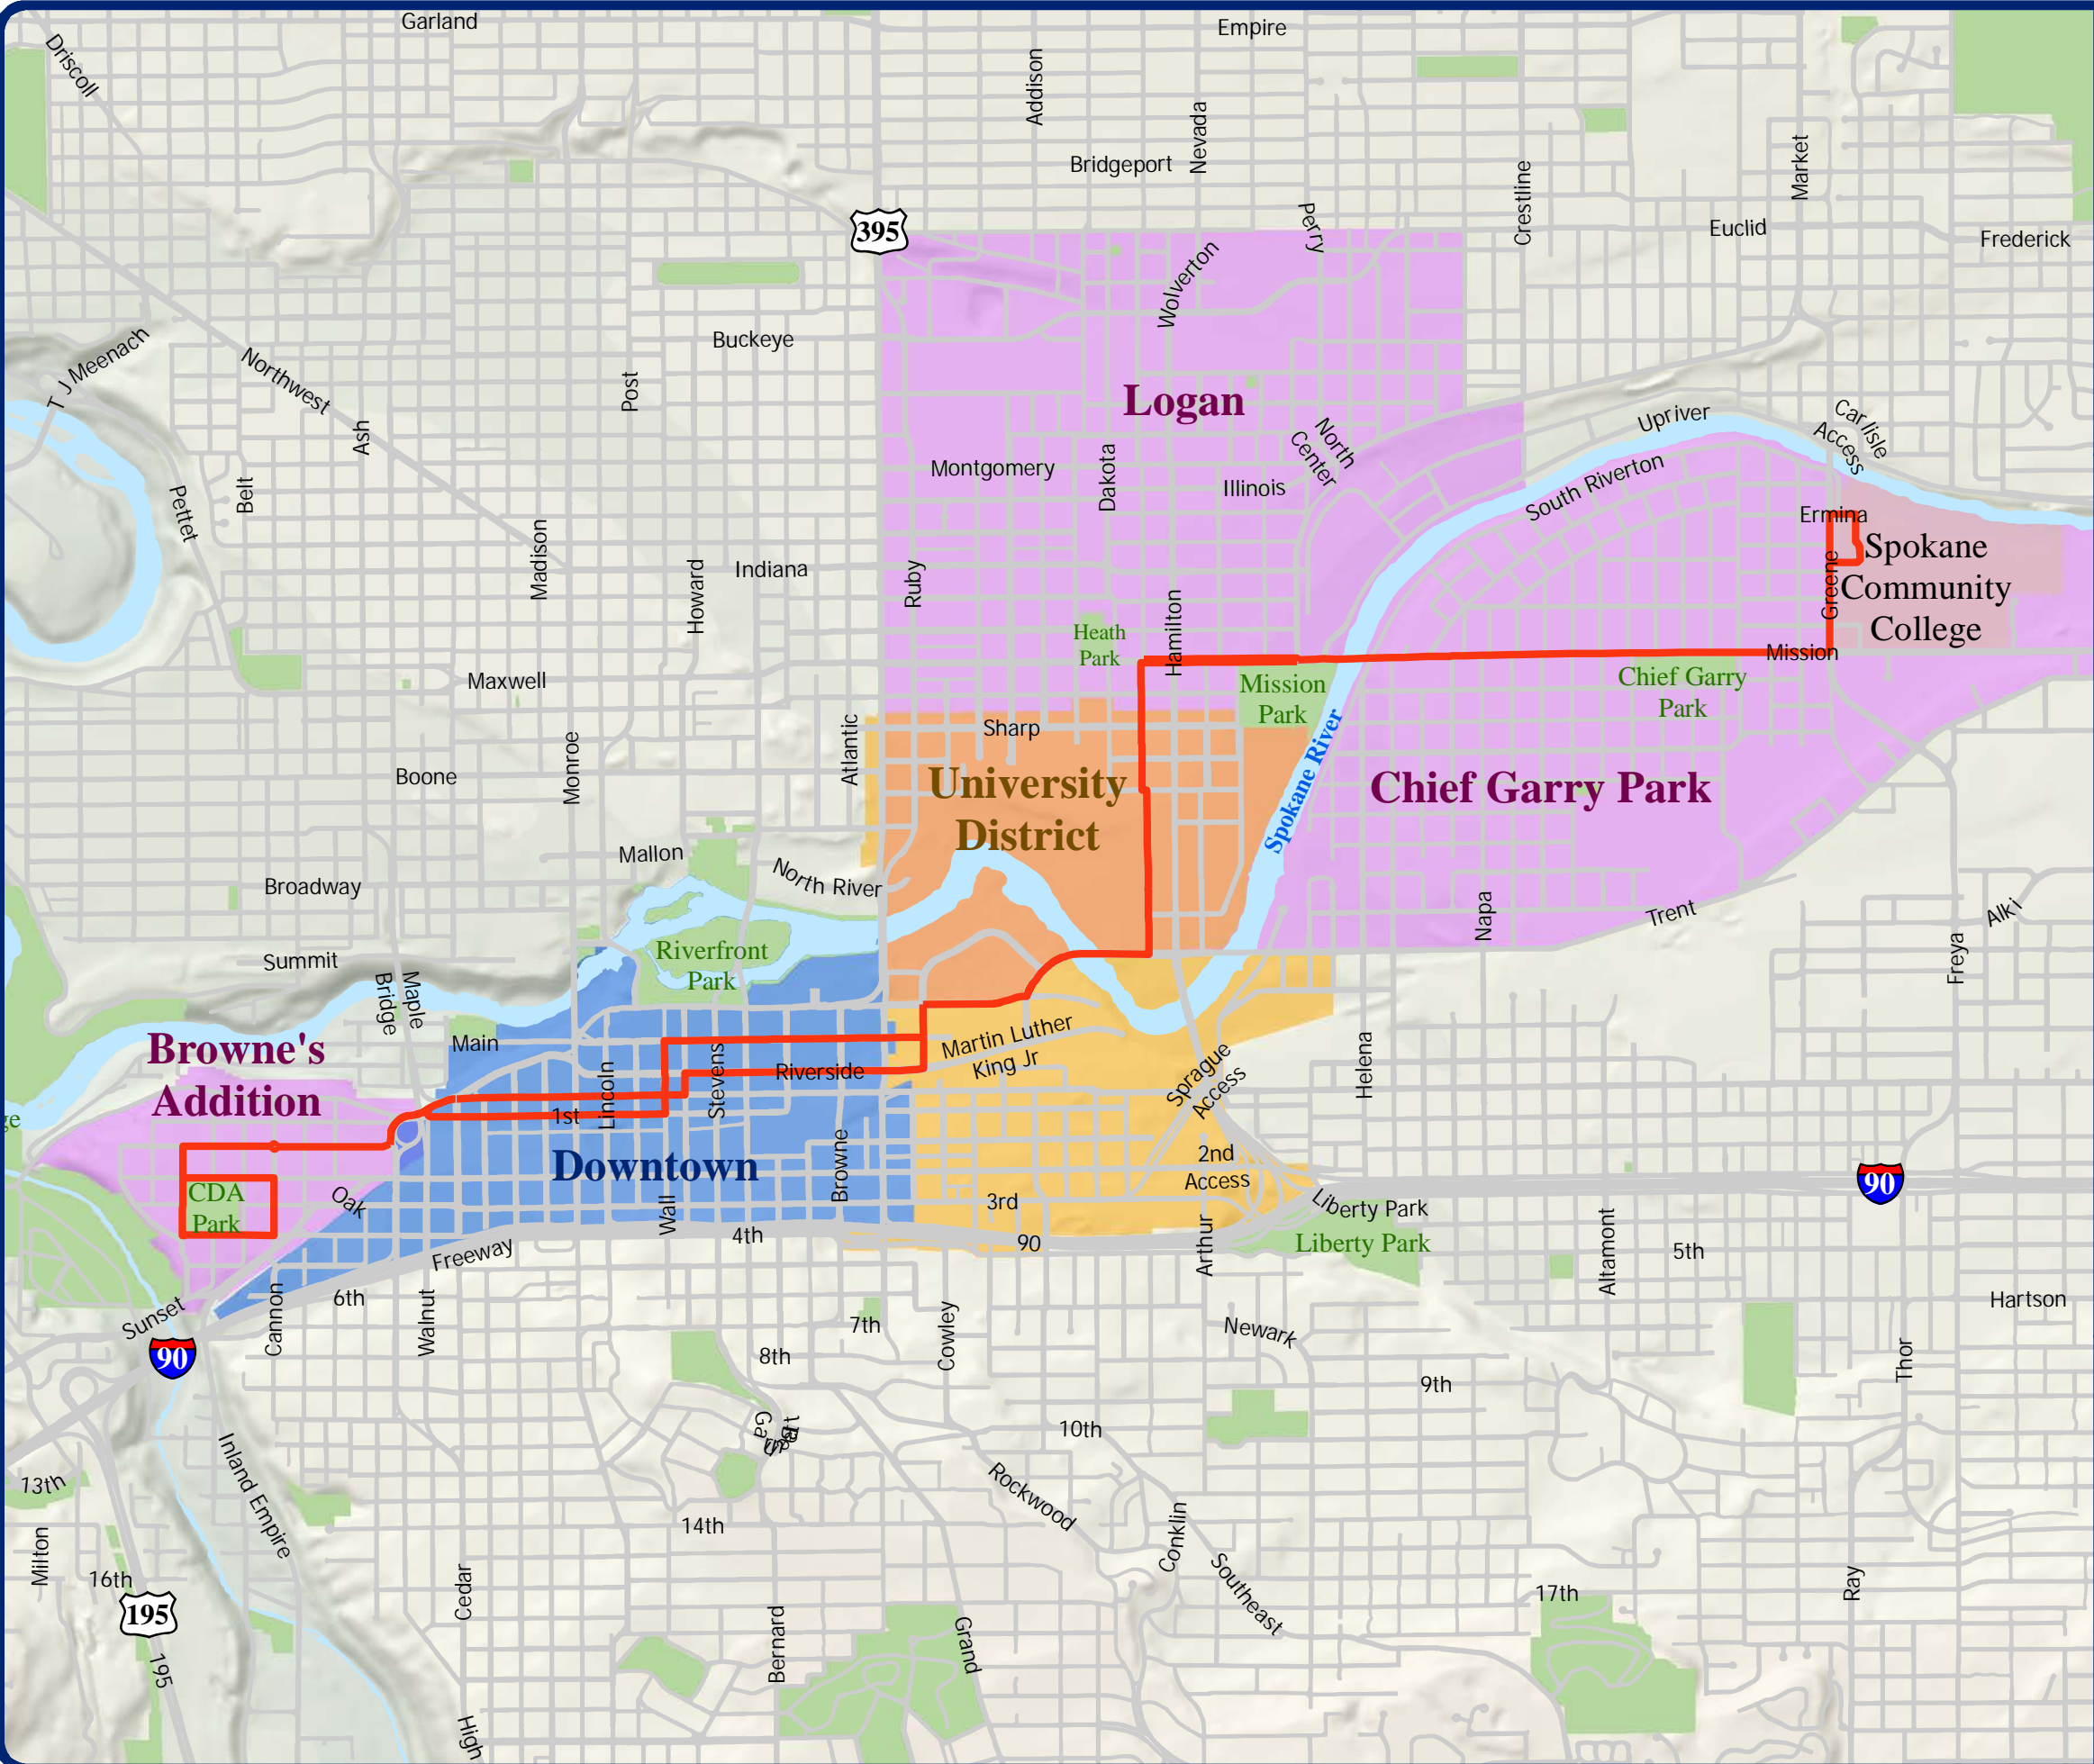 Garland
Empire
Driscoll
Addison
Nevada
Bridgeport
Market
Crestline
Perry
Euclid
Frederick
395
Wolverton
Buckeye
T J Meenach
Northwest
Post
Logan
Ash
Upriver
Carlisle
Access
North
Center
Montgomery
Dakota
Illinois
South Riverton
Belt
Pettet
Ermina
Madison
Spokane
Community
College
Greene
Indiana
Howard
Ruby
Hamilton
Heath
Park
Mission
Maxwell
Mission
Park
Chief Garry
Park
Sharp
Atlantic
Monroe
Boone
University
District
Spokane River
Chief Garry Park
Mallon
North River
Broadway
Napa
Trent
Alki
Freya
Summit
Riverfront
Park
Maple
Bridge
Main
Browne's
Addition
Martin Luther
King Jr
Riverside
Stevens
Lincoln
Helena
Sprague
Access
ge
1st
Downtown
Browne
2nd
Access
CDA
Park
Oak
Wall
3rd
90
Liberty Park
Liberty Park
4th
90
Arthur
Altamont
5th
Freeway
6th
Cannon
Walnut
Sunset
90
7th
Cowley
Newark
Hartson
8th
Thor
9th
10th
Inland Empire
Rockwood
13th
14th
Conklin
Southeast
Milton
16th
Cedar
17th
Ray
195
Bernard
Grand
195
High